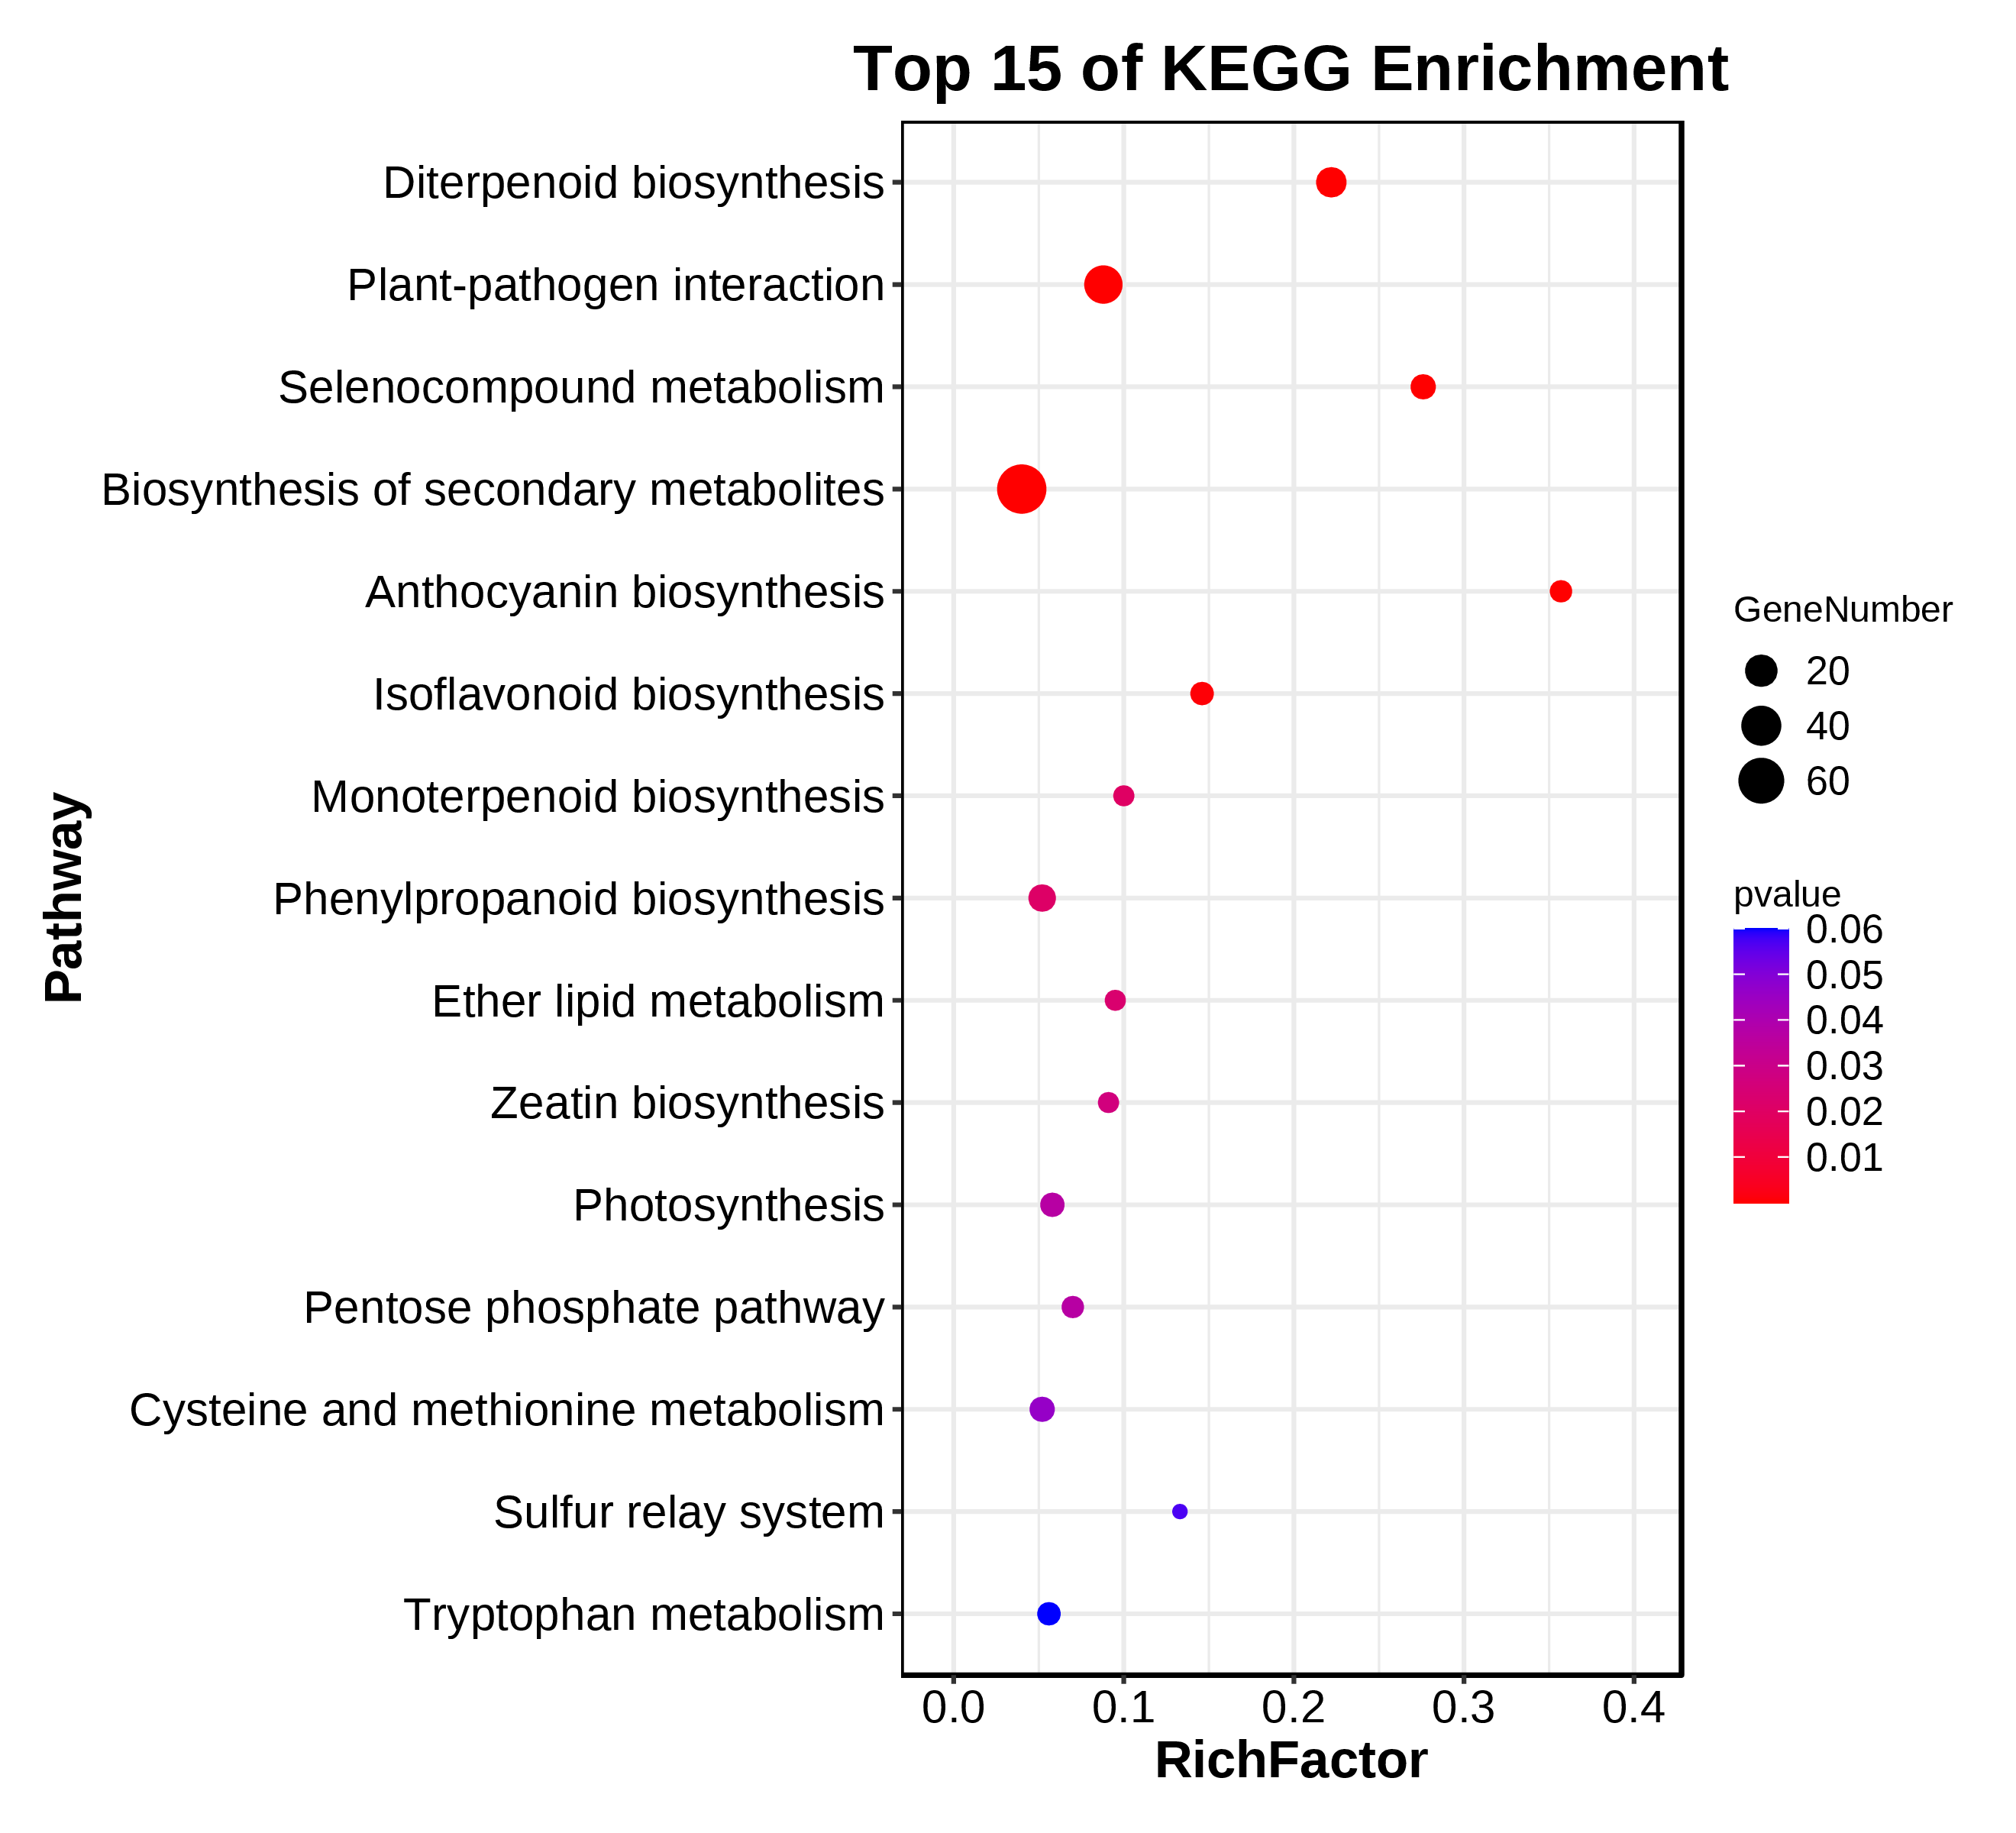 Top 15 of KEGG Enrichment
Diterpenoid biosynthesis
Plant-pathogen interaction
Selenocompound metabolism
Biosynthesis of secondary metabolites
Anthocyanin biosynthesis
Isoflavonoid biosynthesis
Monoterpenoid biosynthesis
Phenylpropanoid biosynthesis
Ether lipid metabolism
Zeatin biosynthesis
Photosynthesis
Pentose phosphate pathway
Cysteine and methionine metabolism
Sulfur relay system
Tryptophan metabolism
Pathway
0.0 0.1 0.2 0.3 0.4
RichFactor
GeneNumber
20
40
60
pvalue
0.06
0.05
0.04
0.03
0.02
0.01